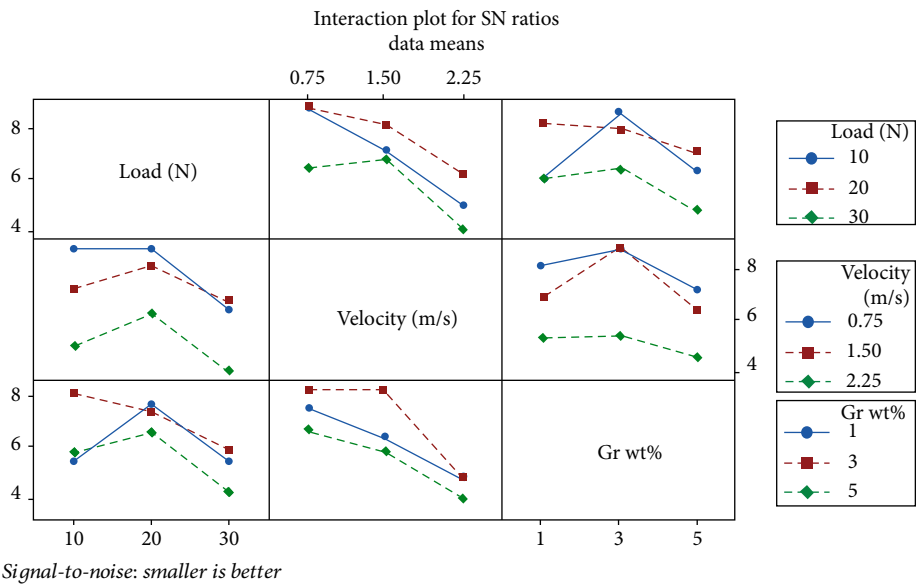 Interaction plot for SN ratios
data means
0.75 1.50 2.25
8
6
4
Load (N)
Load (N)
10
20
30
Velocity (m/s)
8
6
4
Velocity
(m/s)
0.75
1.50
2.25
8
6
4
Gr wt%
Gr wt%
1
3
5
10 20 30 1 3 5
Signal-to-noise: smaller is better